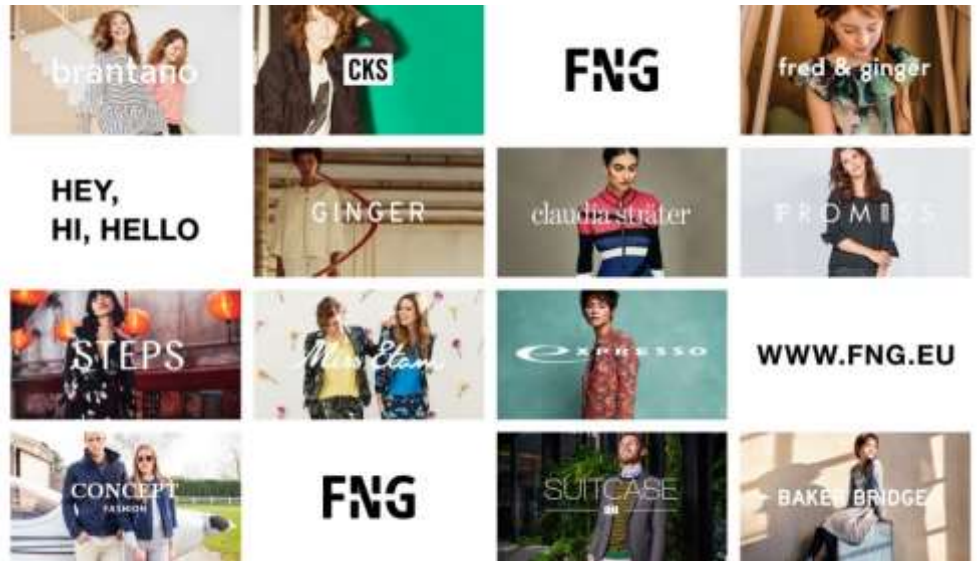 brantano
CKS
FNG
fred & ginger
HEY,
HI, HELLO
GINGER
claudia sträter
PROMISS
STEPS
Miss Etam
EXPRESSO
WWW.FNG.EU
CONCEPT
FASHION
FNG
SUITCASE
BAKER BRIDGE